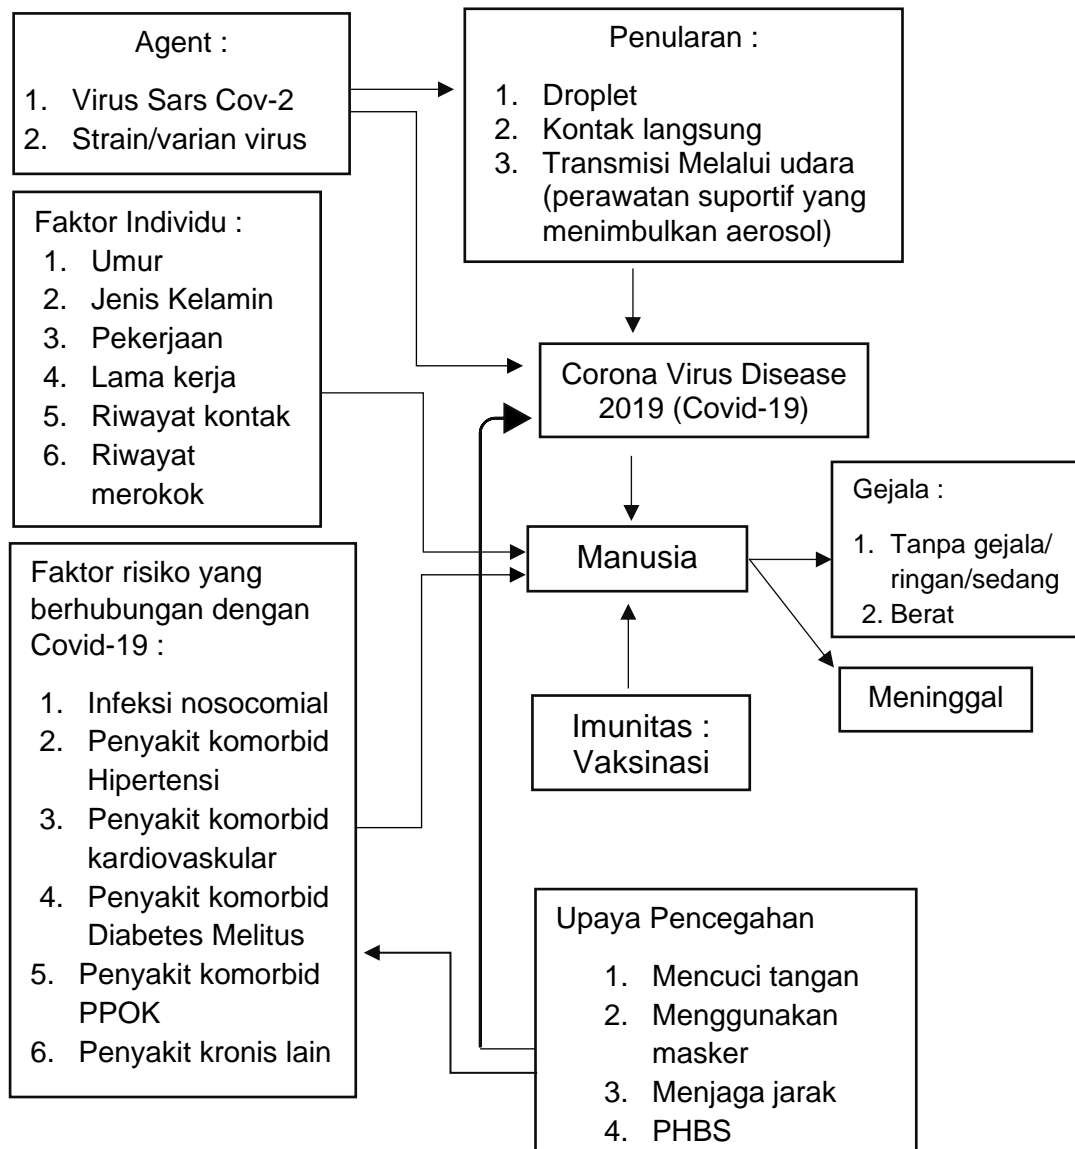 Agent :
1. Virus Sars Cov-2
2. Strain/varian virus
Penularan :
1. Droplet
2. Kontak langsung
3. Transmisi Melalui udara
(perawatan suportif yang
menimbulkan aerosol)
Faktor Individu :
1. Umur
2. Jenis Kelamin
3. Pekerjaan
4. Lama kerja
5. Riwayat kontak
6. Riwayat
merokok
Corona Virus Disease
2019 (Covid-19)
Gejala :
1. Tanpa gejala/
ringan/sedang
2. Berat
Manusia
Faktor risiko yang
berhubungan dengan
Covid-19 :
1. Infeksi nosocomial
2. Penyakit komorbid
Hipertensi
3. Penyakit komorbid
kardiovaskular
4. Penyakit komorbid
Diabetes Melitus
5. Penyakit komorbid
PPOK
6. Penyakit kronis lain
Meninggal
Imunitas :
Vaksinasi
Upaya Pencegahan
1. Mencuci tangan
2. Menggunakan
masker
3. Menjaga jarak
4. PHBS